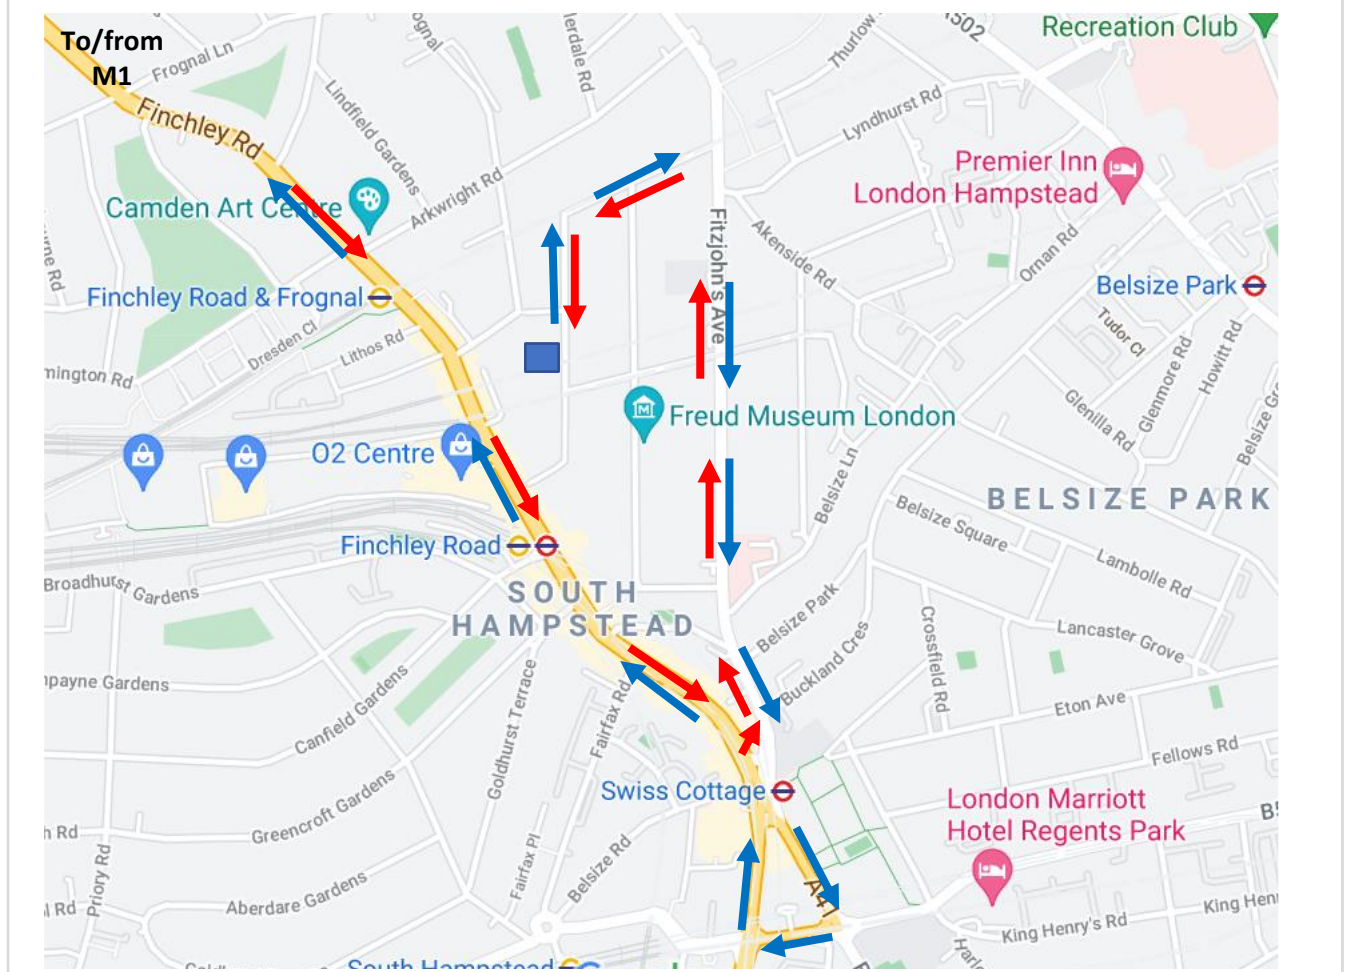 To/from
M1
Frognal Ln
Finchley Rd
Lindfield Gardens
Thurlow
Recreation Club
Lyndhurst Rd
Premier Inn
London Hampstead
Camden Art Centre
Arkwright Rd
Fitzjohn's Ave
Akenside Rd
Ornan Rd
Belsize Park
Finchley Road & Frognal
Dresden Cl
Lithos Rd
Tudor Cl
Glenmore Rd
Howitt Rd
Glenilla Rd
Freud Museum London
O2 Centre
Belsize Ln
BELSIZE PARK
Belsize Square
Finchley Road
Lambolle Rd
Broadhurst Gardens
SOUTH
HAMPSTEAD
Belsize Park
Buckland Cres
Crossfield Rd
Lancaster Grove
Canfield Gardens
Goldhurst Terrace
Fairfax Rd
Eton Ave
Fellows Rd
Swiss Cottage
London Marriott
Hotel Regents Park
Greencroft Gardens
Priory Rd
Fairfax Pl
Belsize Rd
A41
Aberdare Gardens
King Henry's Rd
South Hampstead